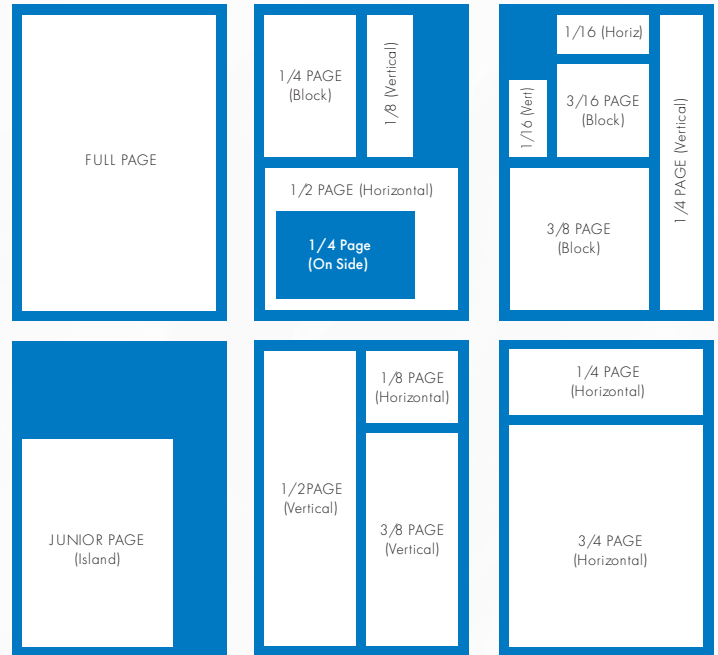 FULL PAGE
1/4 PAGE
(Block)
1/8 (Vertical)
1/2 PAGE (Horizontal)
1/4 Page
(On Side)
1/16 (Horiz)
1/16 (Vert)
3/16 PAGE
(Block)
1/4 PAGE (Vertical)
3/8 PAGE
(Block)
JUNIOR PAGE
(Island)
1/2PAGE
(Vertical)
1/8 PAGE
(Horizontal)
3/8 PAGE
(Vertical)
1/4 PAGE
(Horizontal)
3/4 PAGE
(Horizontal)